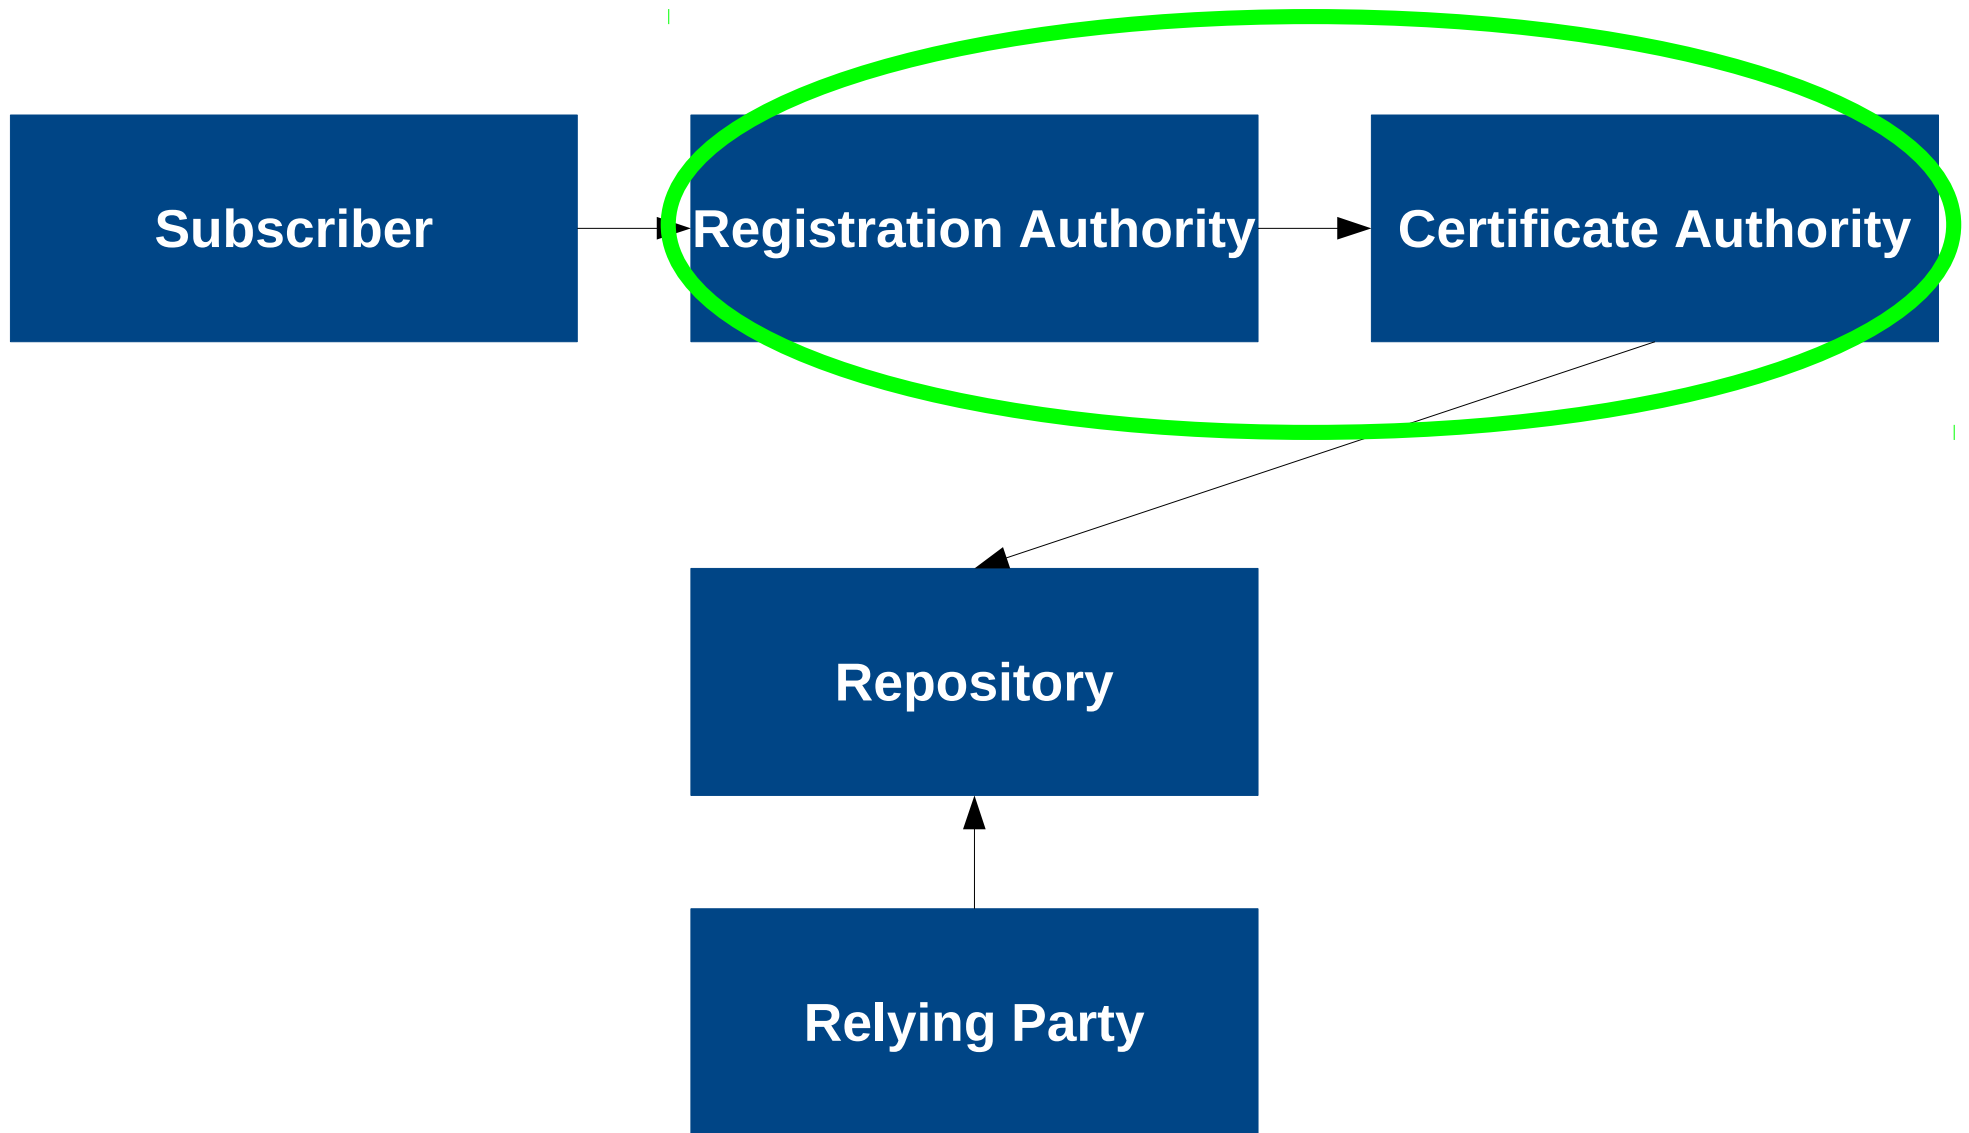 Subscriber
Registration Authority
Certificate Authority
Repository
Relying Party